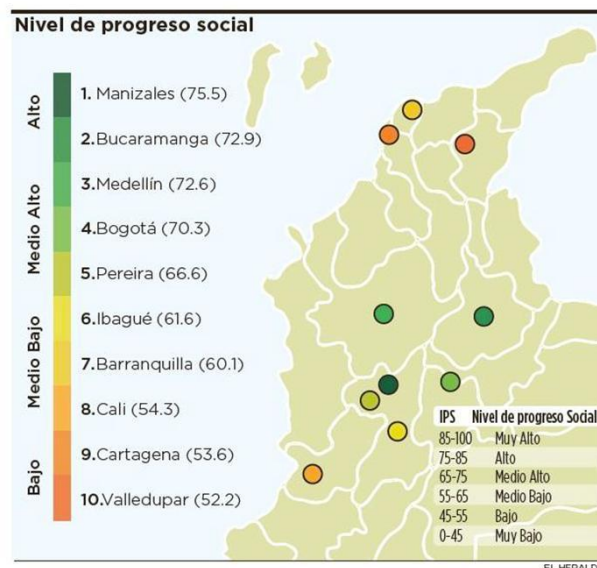 Nivel de progreso social
Alto
Medio Alto
Medio Bajo
Bajo
1. Manizales (75.5)
2.Bucaramanga (72.9)
3. Medellín (72.6)
4.Bogotá (70.3)
5.Pereira (66.6)
6.Ibagué (61.6)
7.Barranquilla (60.1)
8.Cali (54.3)
9.Cartagena (53.6)
10.Valledupar (52.2)
IPS Nivel de progreso Social
85-100 Muy Alto
75-85 Alto
65-75 Medio Alto
55-65 Medio Bajo
45-55 Bajo
0-45 Muy Bajo
EL HERALD